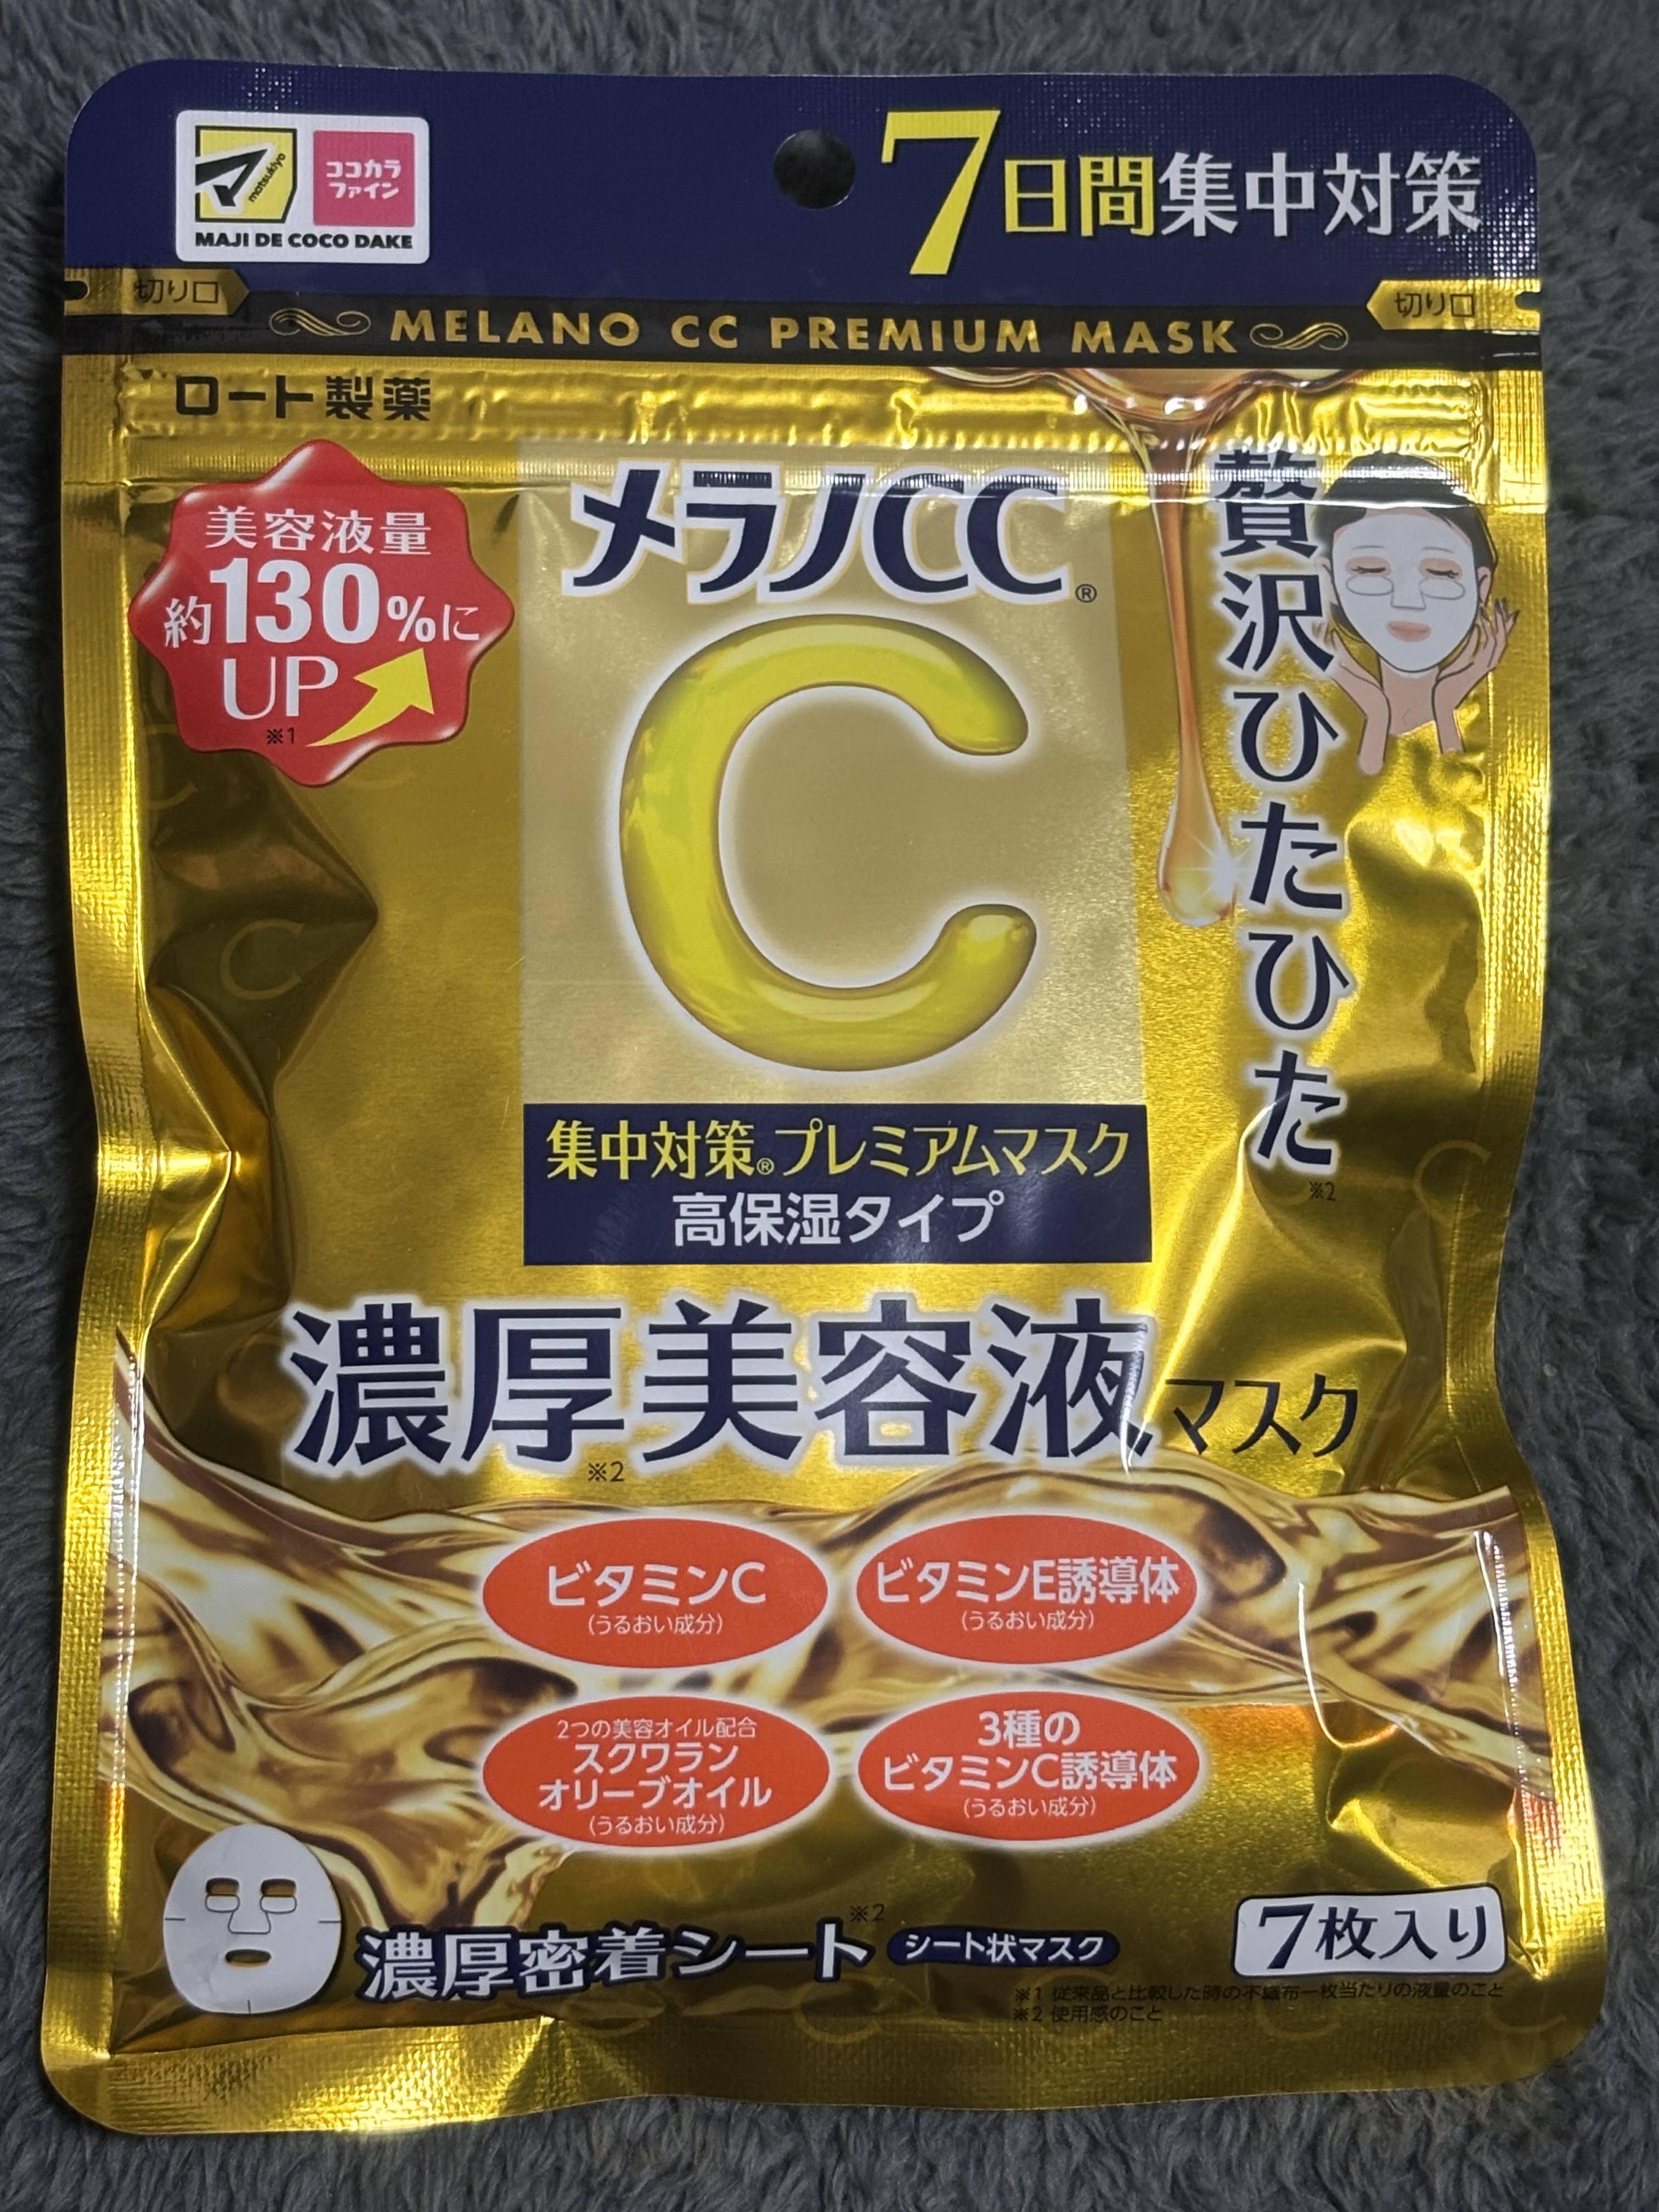 matsukiyo
ココカラ
ファイン
MAJI DE COCO DAKE
7日間集中対策
切り口
切り口
MELANO CC PREMIUM MASK
ロート製薬
美容液量
約130%に
UP
※1
メラノCC®
C
贅沢ひたひた
※2
集中対策®プレミアムマスク
高保湿タイプ
濃厚美容液マスク
※2
ビタミンC
(うるおい成分)
ビタミンE誘導体
(うるおい成分)
2つの美容オイル配合
スクワラン
オリーブオイル
(うるおい成分)
3種の
ビタミンC誘導体
(うるおい成分)
濃厚密着シート※2
シート状マスク
7枚入り
※1 従来品と比較した時の不織布一枚当たりの液量のこと
※2 使用感のこと